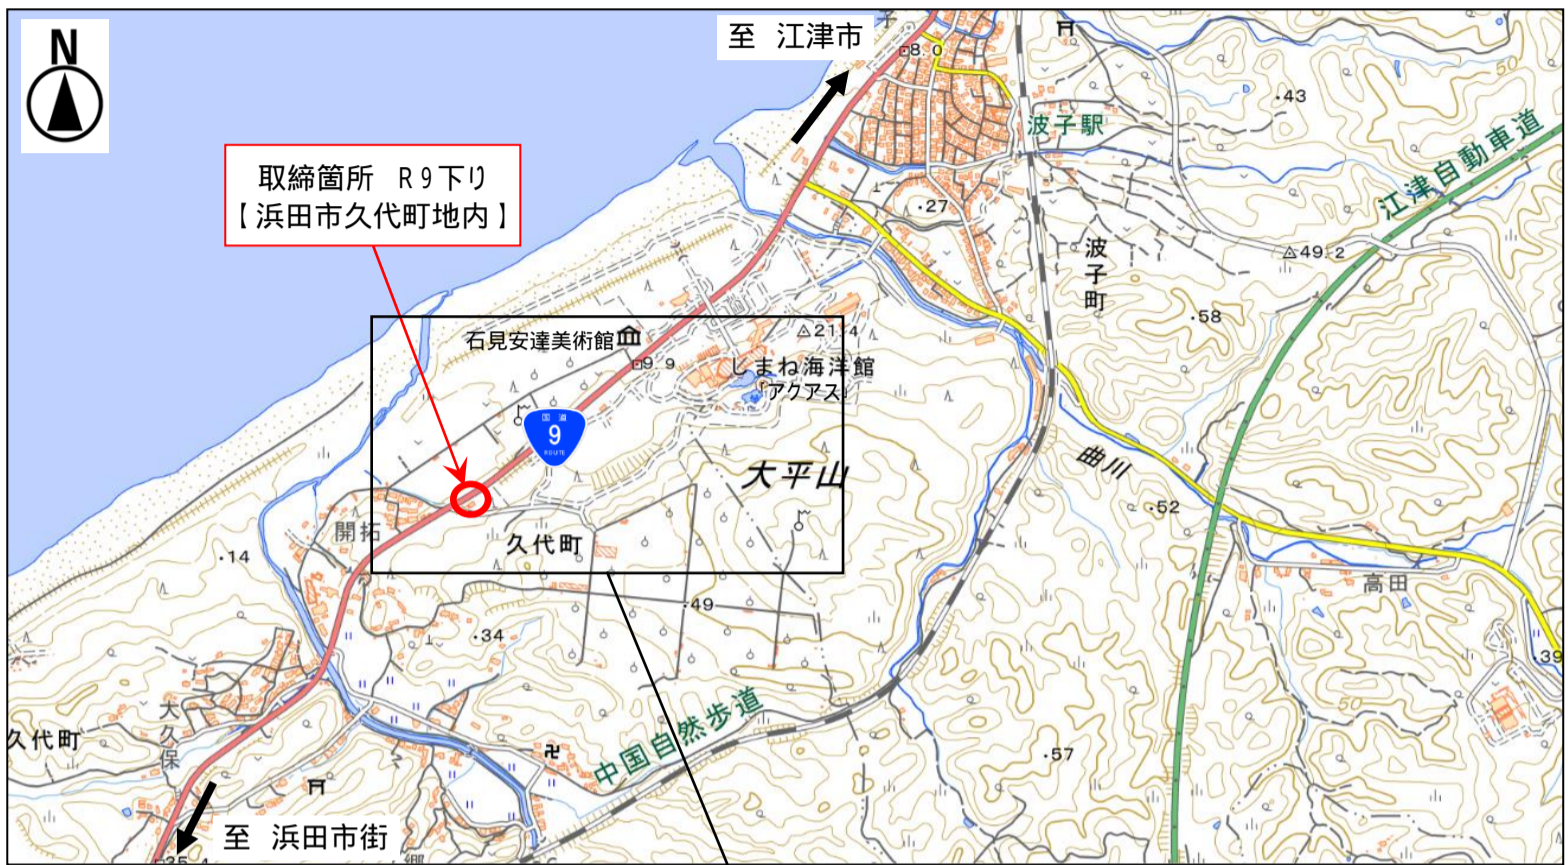 N
至 江津市
子
8.0
43
波子駅
江津自動車道
取締箇所 R9下り
【浜田市久代町地内】
27
49.2
波子町
58
石見安達美術館
21.4
9.9
しまね海洋館
「アクアス」
国道
9
ROUTE
大平山
曲川
52
開拓
久代町
14
高田
49
34
39
大久保
久代町
中国自然歩道
57
50
50
至 浜田市街
35.4
郷